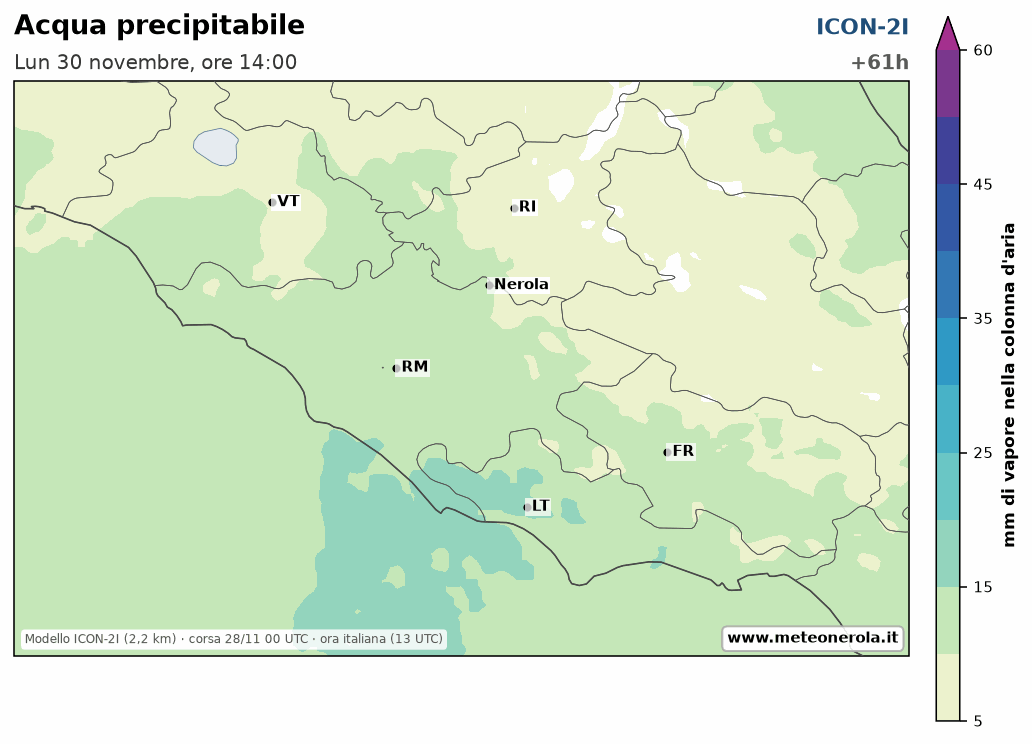 Acqua precipitabile
ICON-2I
Lun 30 novembre, ore 14:00
+61h
VT
RI
Nerola
RM
FR
LT
Modello ICON-2I (2,2 km) · corsa 28/11 00 UTC · ora italiana (13 UTC)
www.meteonerola.it
60
45
35
25
15
5
mm di vapore nella colonna d'aria